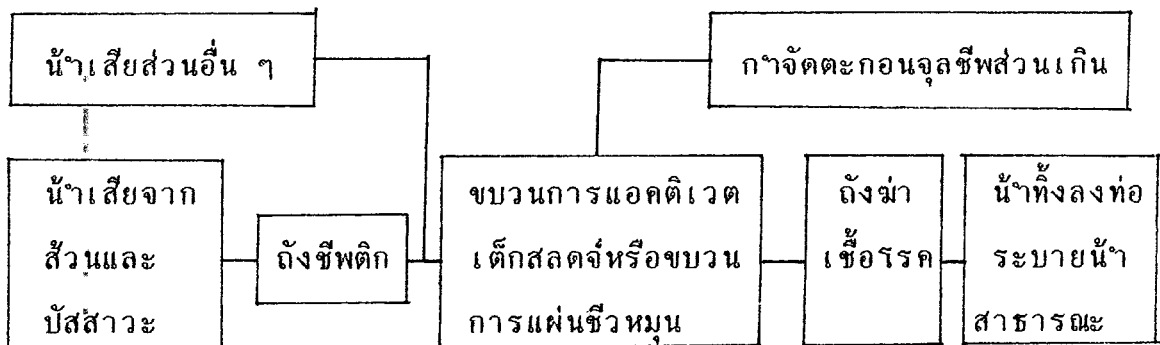 น้ำเสียส่วนอื่น ๆ
กำจัดตะกอนจุลชีพส่วนเกิน
น้ำเสียจาก
ส้วมและ
ปัสสาวะ
ถังชีพติก
ขบวนการแอคติเวต
เต็กสลดจ์หรือขบวน
การแผ่นชีวหมุน
ถังฆ่า
เชื้อโรค
น้ำทิ้งลงท่อ
ระบายน้ำ
สาธารณะ